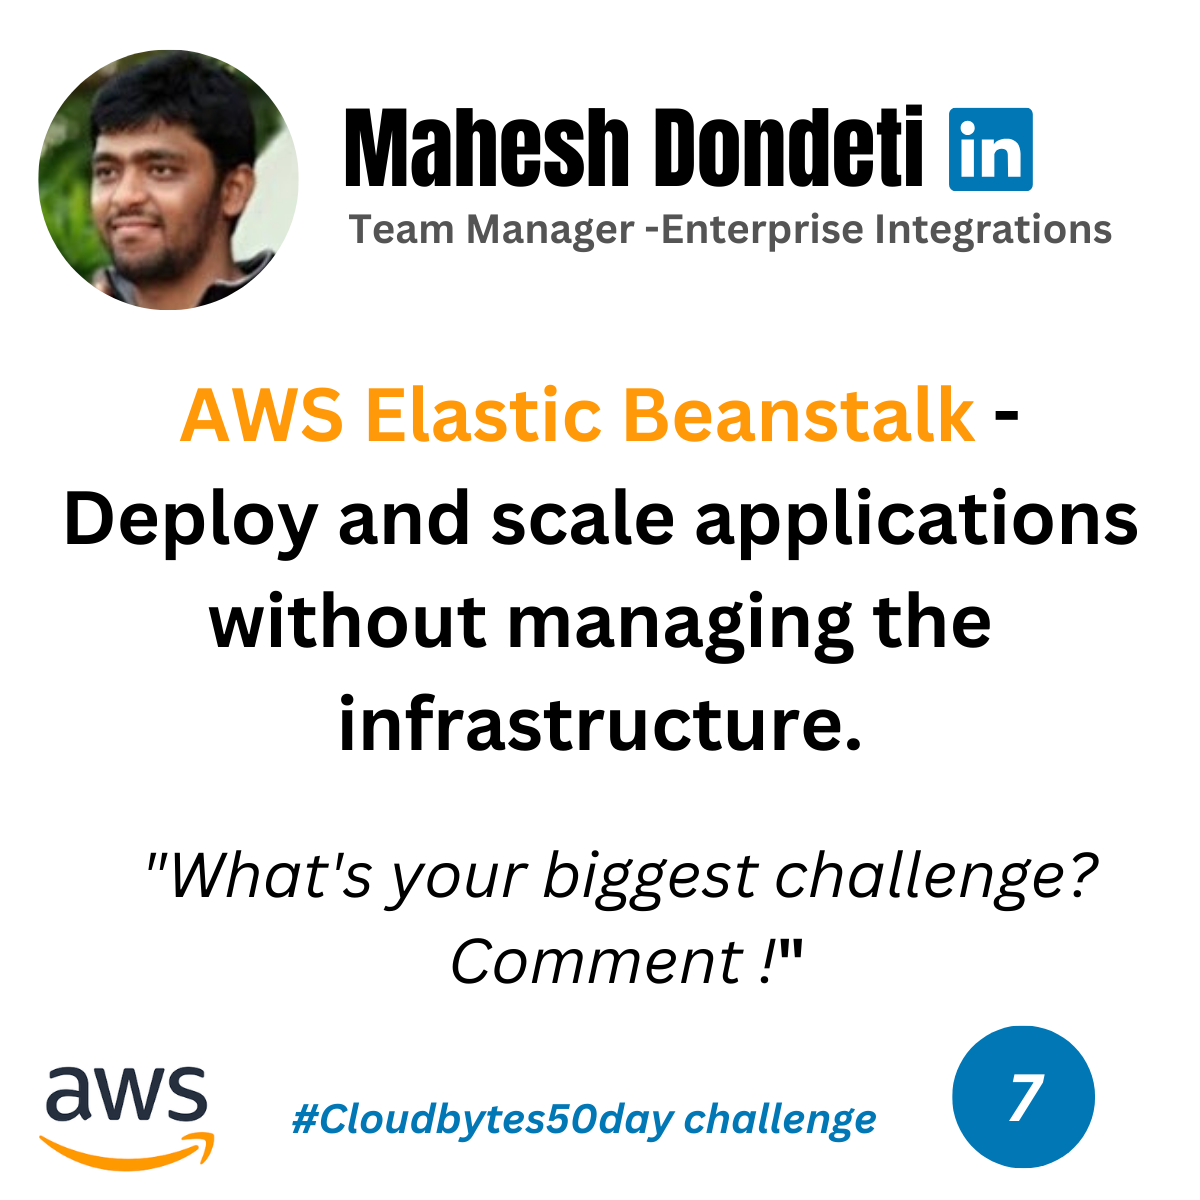 Mahesh Dondeti in
Team Manager -Enterprise Integrations
AWS Elastic Beanstalk -
Deploy and scale applications
without managing the
infrastructure.
"What's your biggest challenge?
Comment !"
aws
#Cloudbytes50day challenge
7